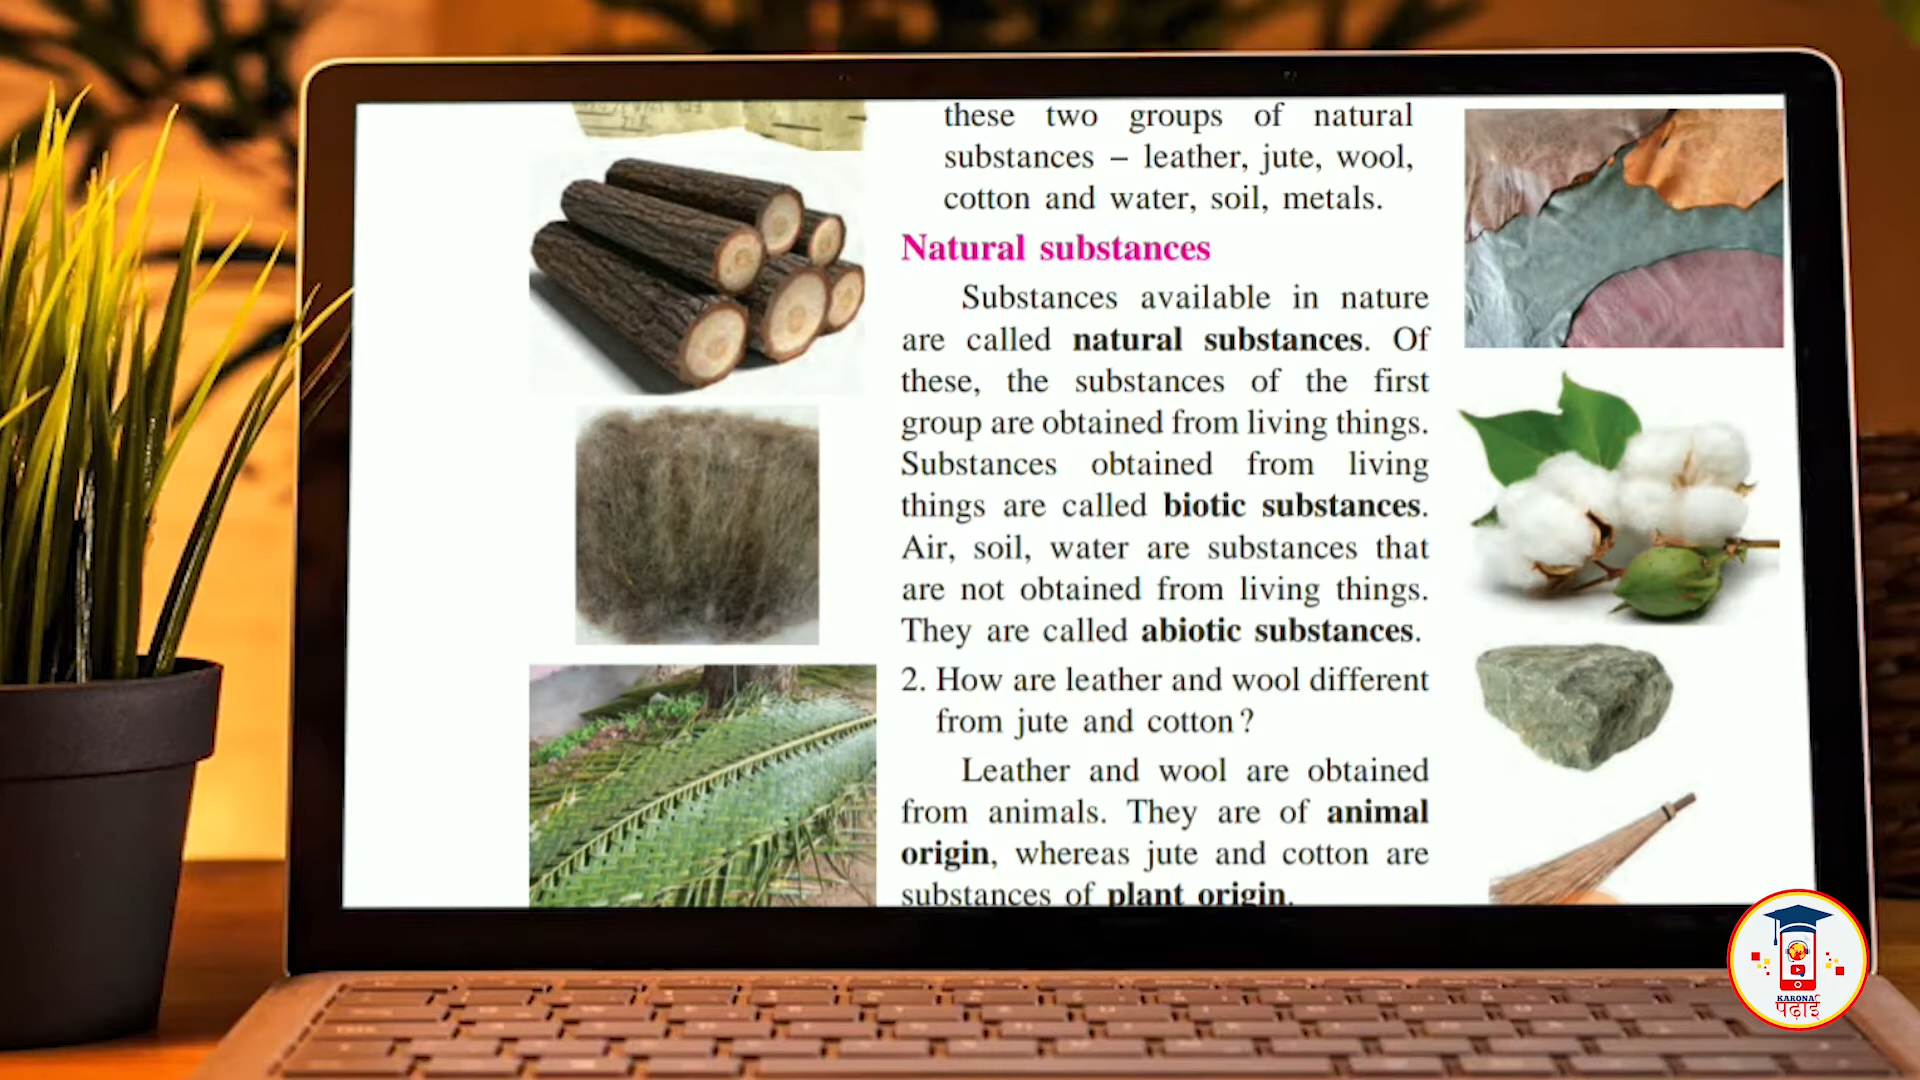 these two groups of natural
substances – leather, jute, wool,
cotton and water, soil, metals.
Natural substances
Substances available in nature
are called natural substances. Of
these, the substances of the first
group are obtained from living things.
Substances obtained from living
things are called biotic substances.
Air, soil, water are substances that
are not obtained from living things.
They are called abiotic substances.
2. How are leather and wool different
from jute and cotton?
Leather and wool are obtained
from animals. They are of animal
origin, whereas jute and cotton are
substances of plant origin.
KARONA
पढ़ाई